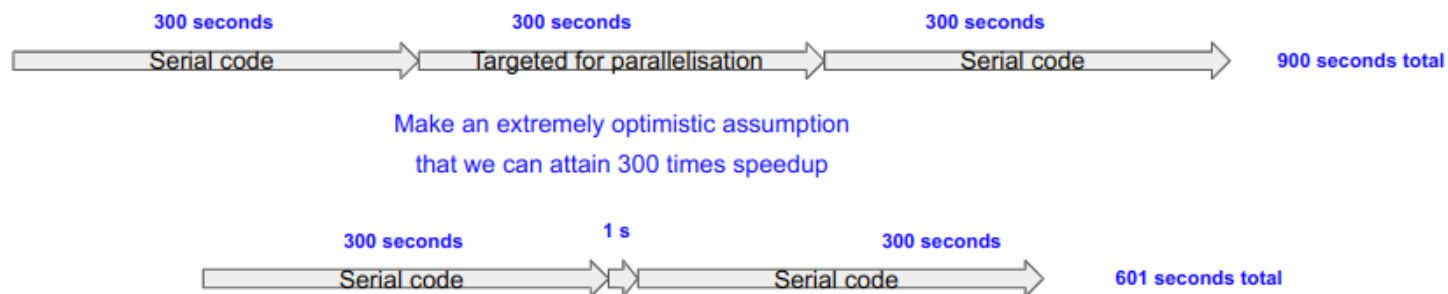 300 seconds 300 seconds 300 seconds
Serial code Targeted for parallelisation Serial code 900 seconds total
Make an extremely optimistic assumption
that we can attain 300 times speedup
300 seconds 1 s 300 seconds
Serial code Serial code 601 seconds total